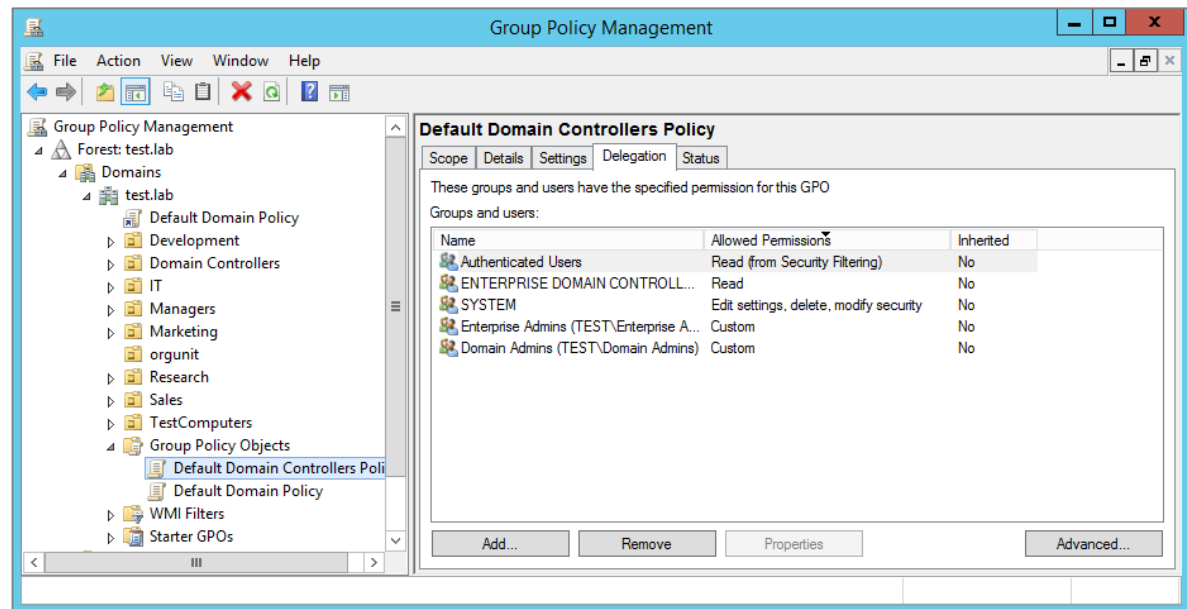 Group Policy Management
File Action View Window Help
Group Policy Management
Forest: test.lab
Domains
test.lab
Default Domain Policy
Development
Domain Controllers
IT
Managers
Marketing
orgunit
Research
Sales
TestComputers
Group Policy Objects
Default Domain Controllers Poli
Default Domain Policy
WMI Filters
Starter GPOs
Default Domain Controllers Policy
Scope Details Settings Delegation Status
These groups and users have the specified permission for this GPO
Groups and users:
Name Allowed Permissions Inherited
Authenticated Users Read (from Security Filtering) No
ENTERPRISE DOMAIN CONTROLL... Read No
SYSTEM Edit settings, delete, modify security No
Enterprise Admins (TEST\Enterprise A... Custom No
Domain Admins (TEST\Domain Admins) Custom No
Add... Remove Properties Advanced...